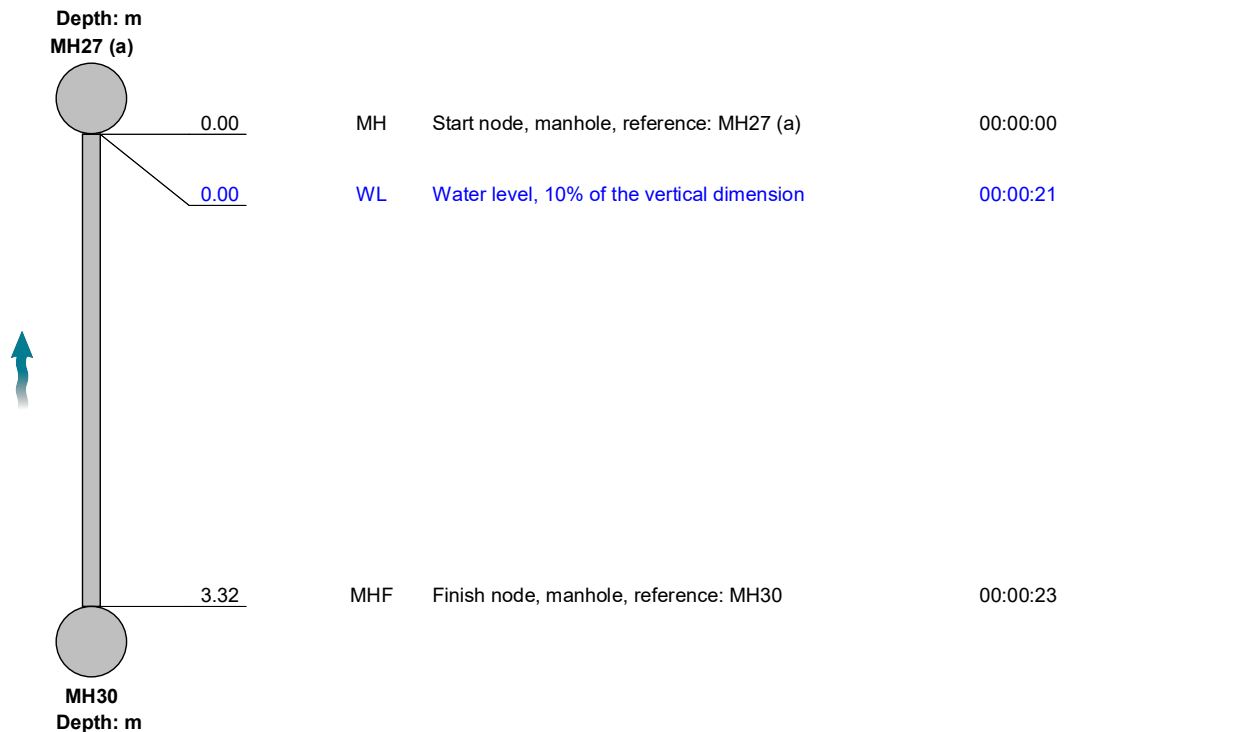 Depth: m
MH27 (a)
0.00 MH Start node, manhole, reference: MH27 (a) 00:00:00
0.00 WL Water level, 10% of the vertical dimension 00:00:21
3.32 MHF Finish node, manhole, reference: MH30 00:00:23
MH30
Depth: m